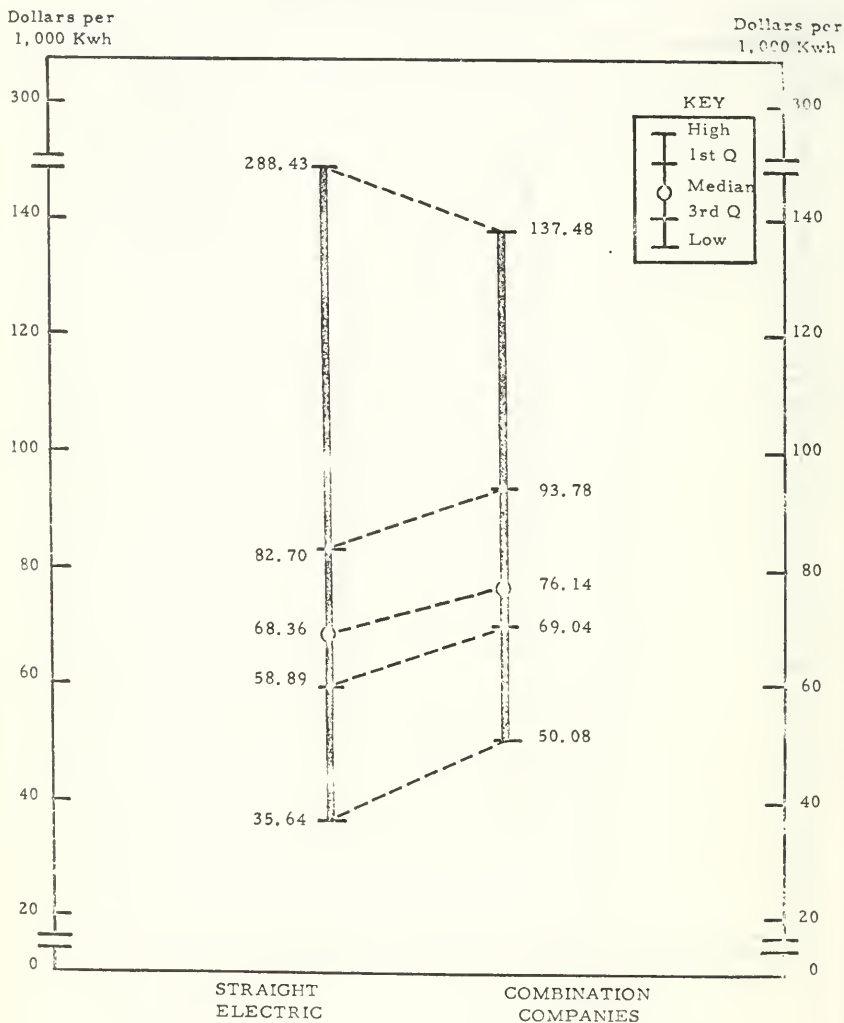 Dollars per
1,000 Kwh
Dollars per
1,000 Kwh
300
140
120
100
80
60
40
20
0
288.43
82.70
68.36
58.89
35.64
137.48
93.78
76.14
69.04
50.08
KEY
High
1st Q
Median
3rd Q
Low
300
140
120
100
80
60
40
20
0
STRAIGHT
ELECTRIC
COMBINATION
COMPANIES